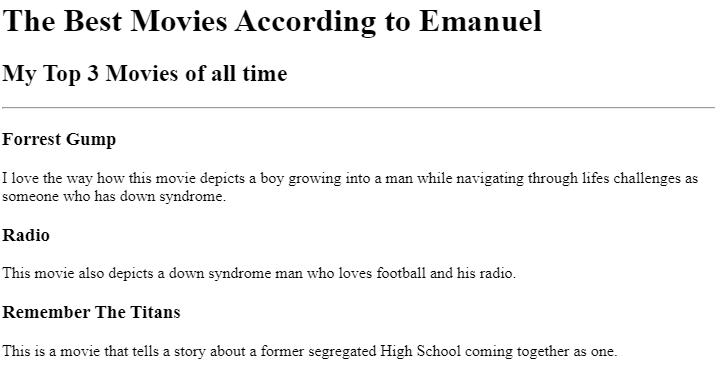 The Best Movies According to Emanuel
My Top 3 Movies of all time
Forrest Gump
I love the way how this movie depicts a boy growing into a man while navigating through lifes challenges as
someone who has down syndrome.
Radio
This movie also depicts a down syndrome man who loves football and his radio.
Remember The Titans
This is a movie that tells a story about a former segregated High School coming together as one.